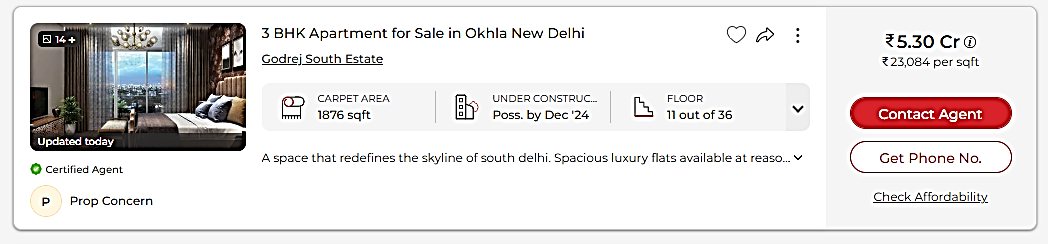 14 +
Updated today
Certified Agent
P
Prop Concern
3 BHK Apartment for Sale in Okhla New Delhi
Godrej South Estate
CARPET AREA
1876 sqft
UNDER CONSTRUC...
Poss. by Dec '24
FLOOR
11 out of 36
A space that redefines the skyline of south delhi. Spacious luxury flats available at reaso...
₹5.30 Cr
₹23,084 per sqft
Contact Agent
Get Phone No.
Check Affordability